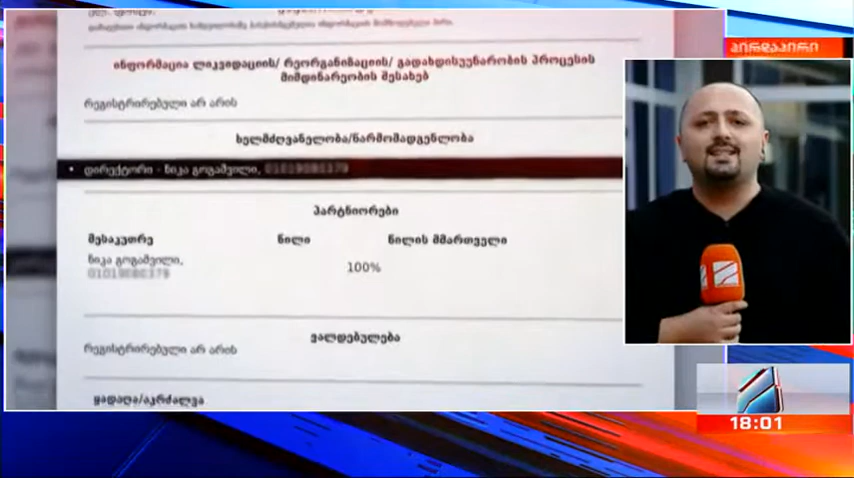 პირდაპირი
ინფორმაცია ლიკვიდაციის/ რეორგანიზაციის/ გადახდისუუნარობის პროცესის
მიმდინარეობის შესახებ
რეგისტრირებული არ არის
ხელმძღვანელობა/წარმომადგენლობა
• დირექტორი - ნიკა გოგაშვილი,
პარტნიორები
მესაკუთრე წილი წილის მმართველი
ნიკა გოგაშვილი,
100%
ვალდებულება
რეგისტრირებული არ არის
ყადაღა/აკრძალვა
18:01